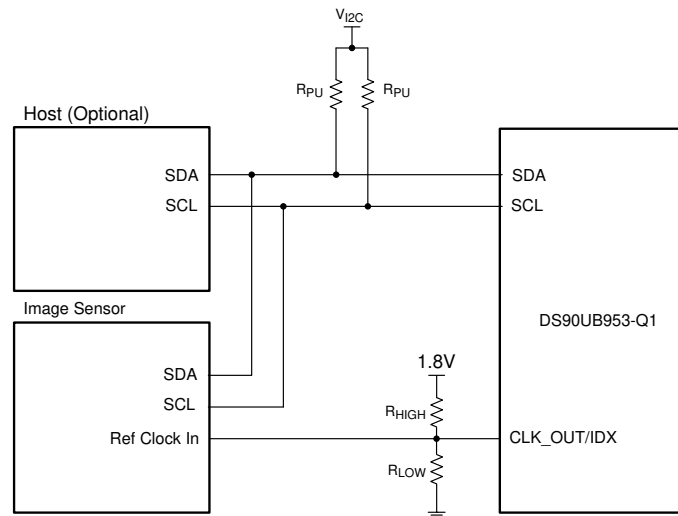 VI2C
RPU
RPU
Host (Optional)
SDA
SCL
SDA
SCL
Image Sensor
DS90UB953-Q1
SDA
SCL
Ref Clock In
1.8V
RHIGH
CLK_OUT/IDX
RLOW